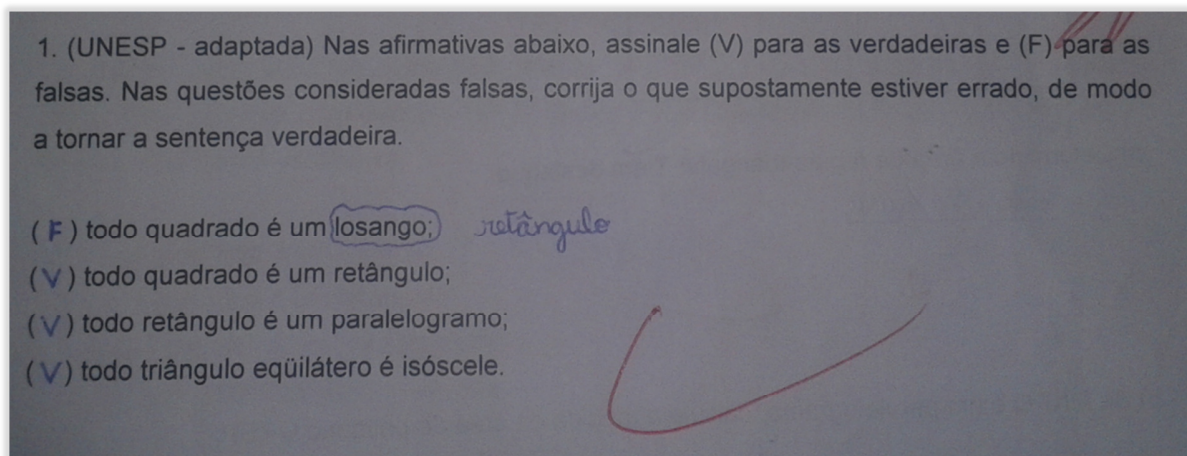 1. (UNESP - adaptada) Nas afirmativas abaixo, assinale (V) para as verdadeiras e (F) para as
falsas. Nas questões consideradas falsas, corrija o que supostamente estiver errado, de modo
a tornar a sentença verdadeira.
( F ) todo quadrado é um losango; retângulo
( V ) todo quadrado é um retângulo;
( V ) todo retângulo é um paralelogramo;
( V ) todo triângulo eqüilátero é isóscele.